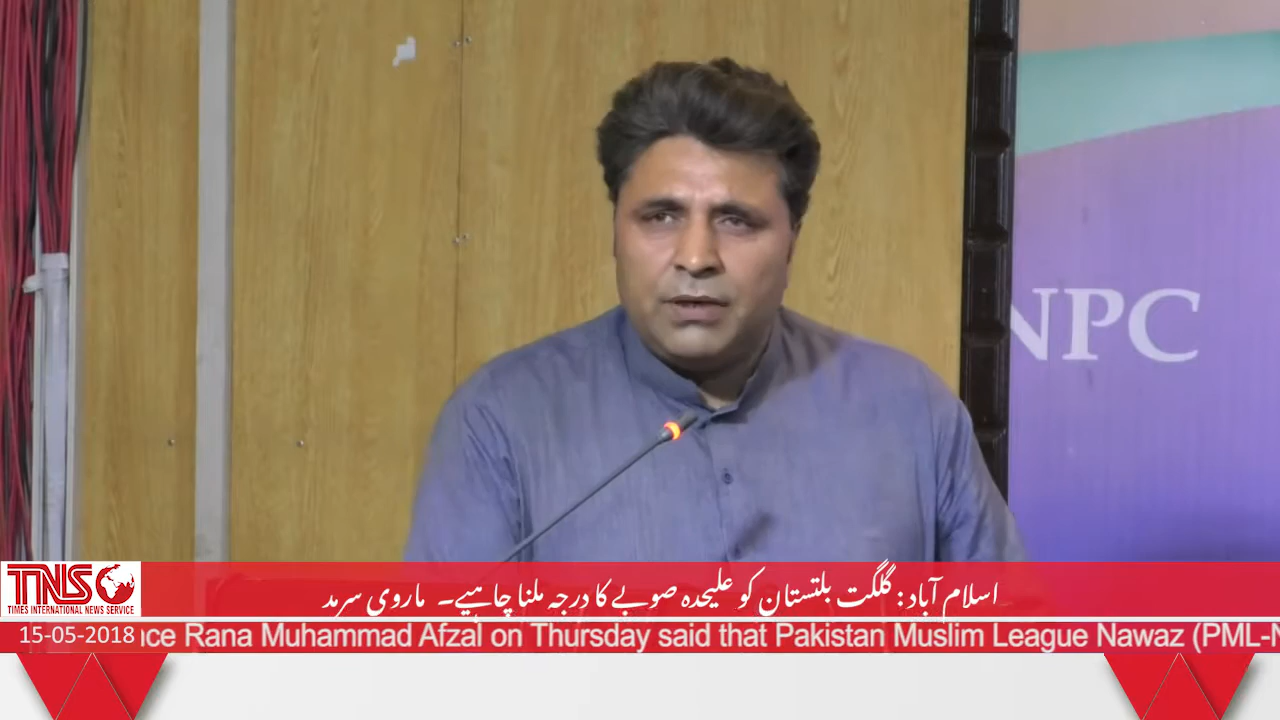 NPC
TNS
TIMES INTERNATIONAL NEWS SERVICE
اسلام آباد: گلگت بلتستان کو علیحدہ صوبے کا درجہ ملنا چاہیے۔ ماروی سرمد
15-05-2018
nce Rana Muhammad Afzal on Thursday said that Pakistan Muslim League Nawaz (PML-N